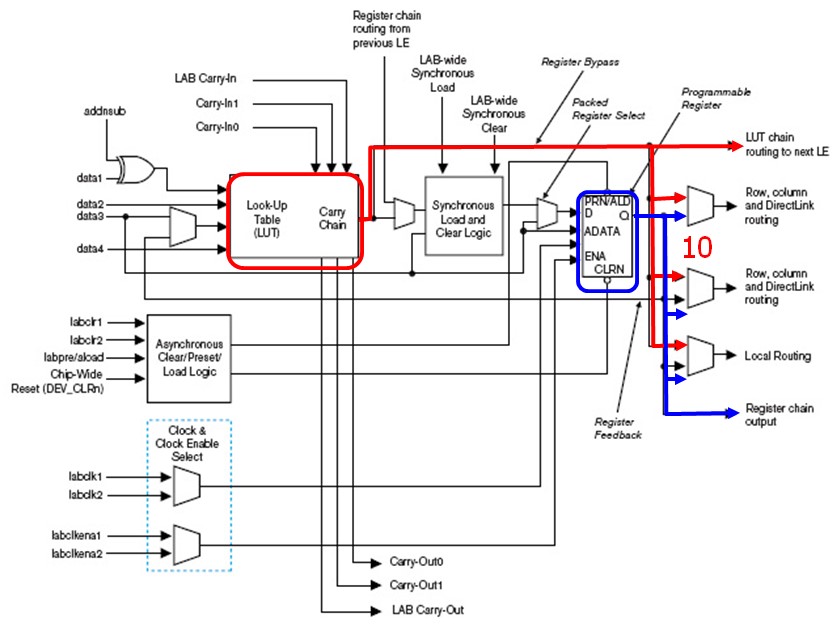 Register chain
routing from
previous LE
LAB-wide
Synchronous
Load
Register Bypass
LAB Carry-In
Packed
Register Select
Programmable
Register
LAB-wide
Synchronous
Clear
Carry-In1
addnsub
Carry-In0
LUT chain
routing to next LE
data1
data2
data3
data4
Look-Up
Table
(LUT)
Carry
Chain
Synchronous
Load and
Clear Logic
PRN/ALD
D
Q
ADATA
ENA
CLRN
Row, column
and DirectLink
routing
10
Row, column
and DirectLink
routing
labclr1
labclr2
labpre/aload
Chip-Wide
Reset (DEV_CLRn)
Asynchronous
Clear/Preset/
Load Logic
Local Routing
Register
Feedback
Register chain
output
Clock &
Clock Enable
Select
labclk1
labclk2
labclkena1
labclkena2
Carry-Out0
Carry-Out1
LAB Carry-Out